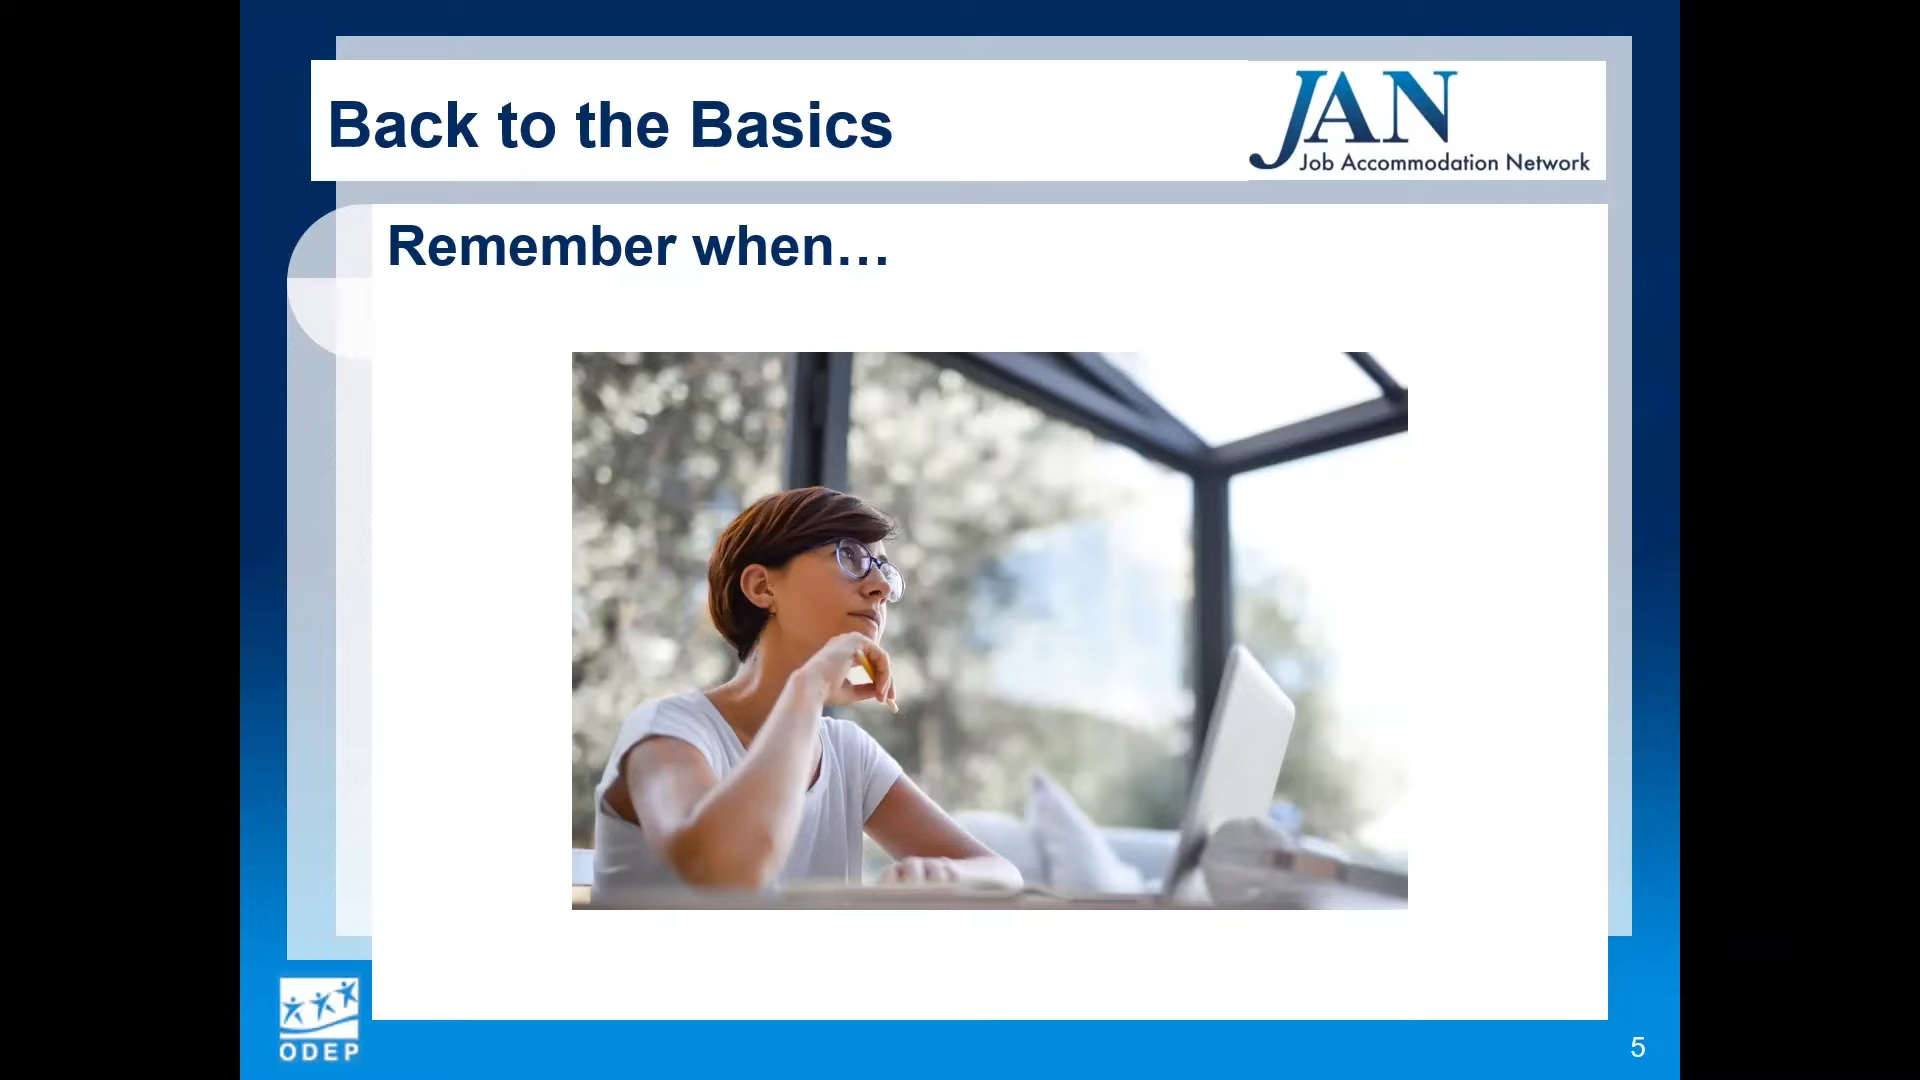 Back to the Basics
JAN
Job Accommodation Network
Remember when…
ODEP
5